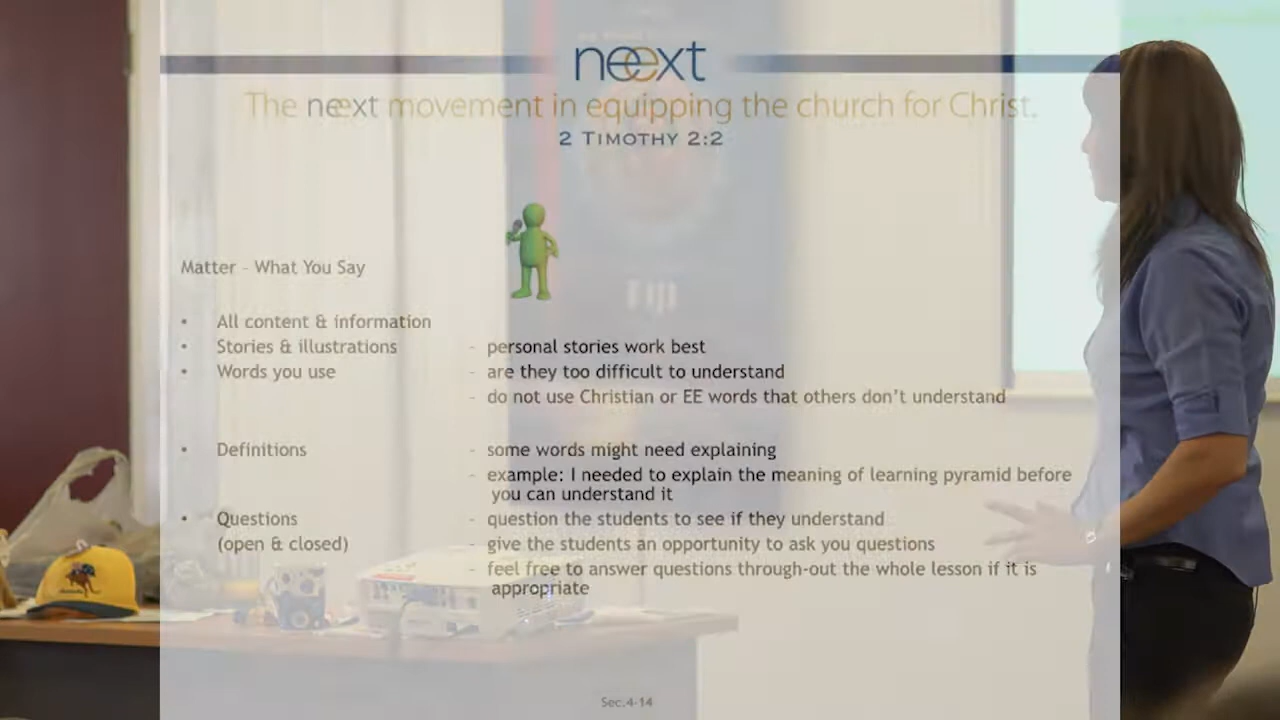 neext
The neext movement in equipping the church for Christ.
2 TIMOTHY 2:2
Matter - What You Say
• All content & information
• Stories & illustrations - personal stories work best
• Words you use - are they too difficult to understand
- do not use Christian or EE words that others don't understand
• Definitions - some words might need explaining
- example: I needed to explain the meaning of learning pyramid before
you can understand it
• Questions - question the students to see if they understand
(open & closed) - give the students an opportunity to ask you questions
- feel free to answer questions through-out the whole lesson if it is
appropriate
FIJI
Sec.4-14